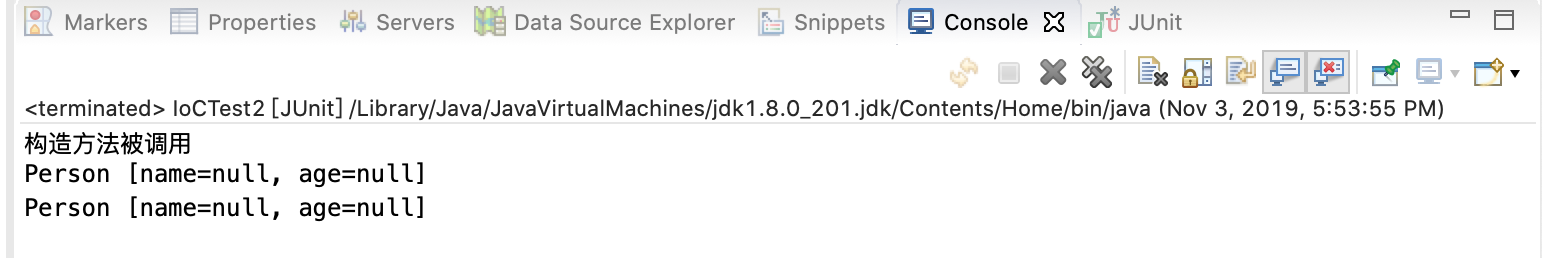 Markers Properties Servers Data Source Explorer Snippets Console JUnit
<terminated> IoCTest2 [JUnit] /Library/Java/JavaVirtualMachines/jdk1.8.0_201.jdk/Contents/Home/bin/java (Nov 3, 2019, 5:53:55 PM)
构造方法被调用
Person [name=null, age=null]
Person [name=null, age=null]